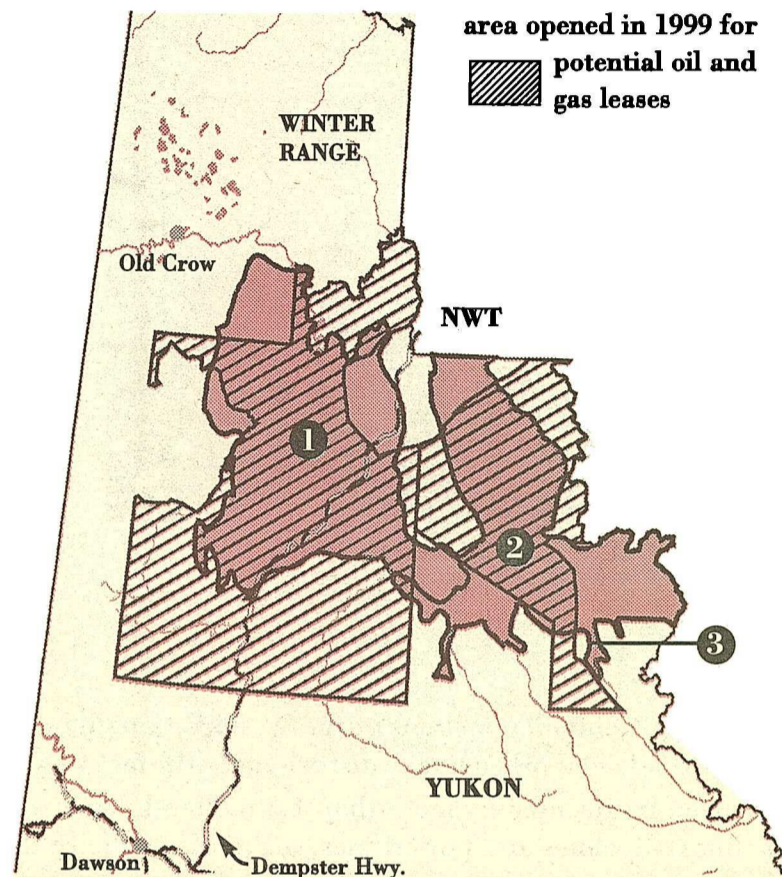 area opened in 1999 for
potential oil and
gas leases
WINTER
RANGE
Old Crow
NWT
1
2
3
YUKON
Dawson
Dempster Hwy.